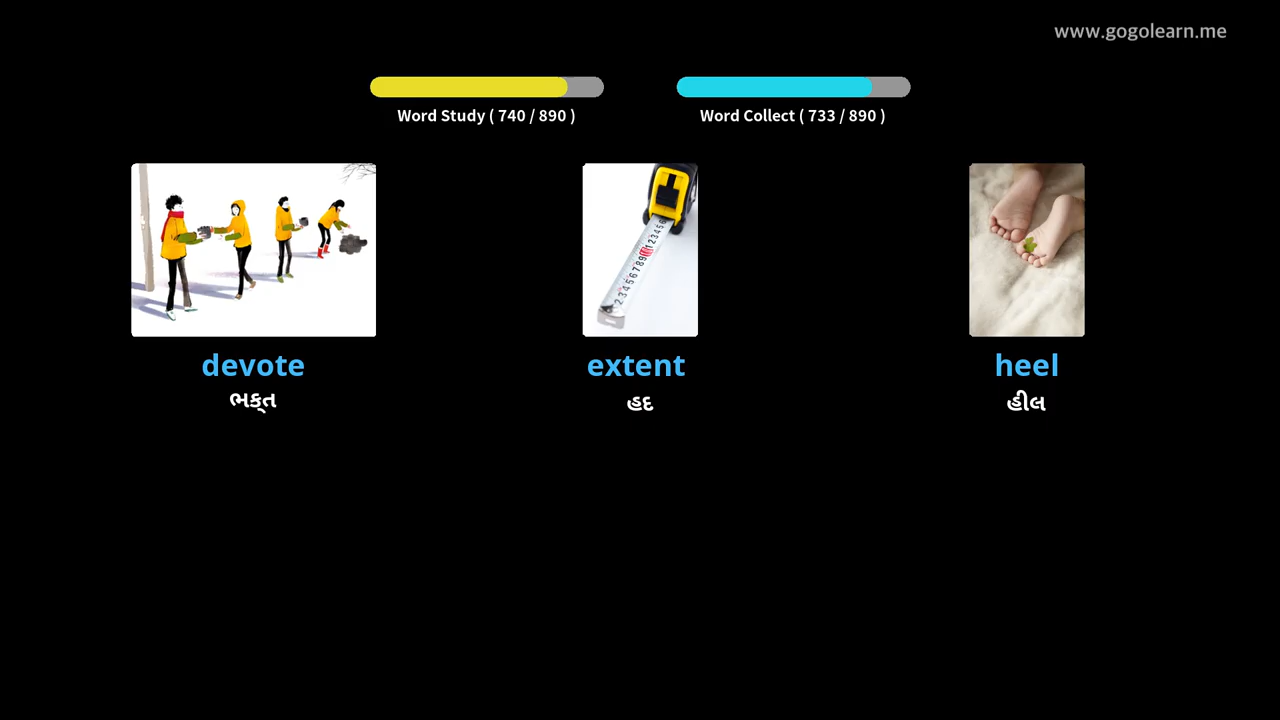 www.gogolearn.me
Word Study ( 740 / 890 )
Word Collect ( 733 / 890 )
devote
ભક્ત
extent
હદ
heel
હીલ